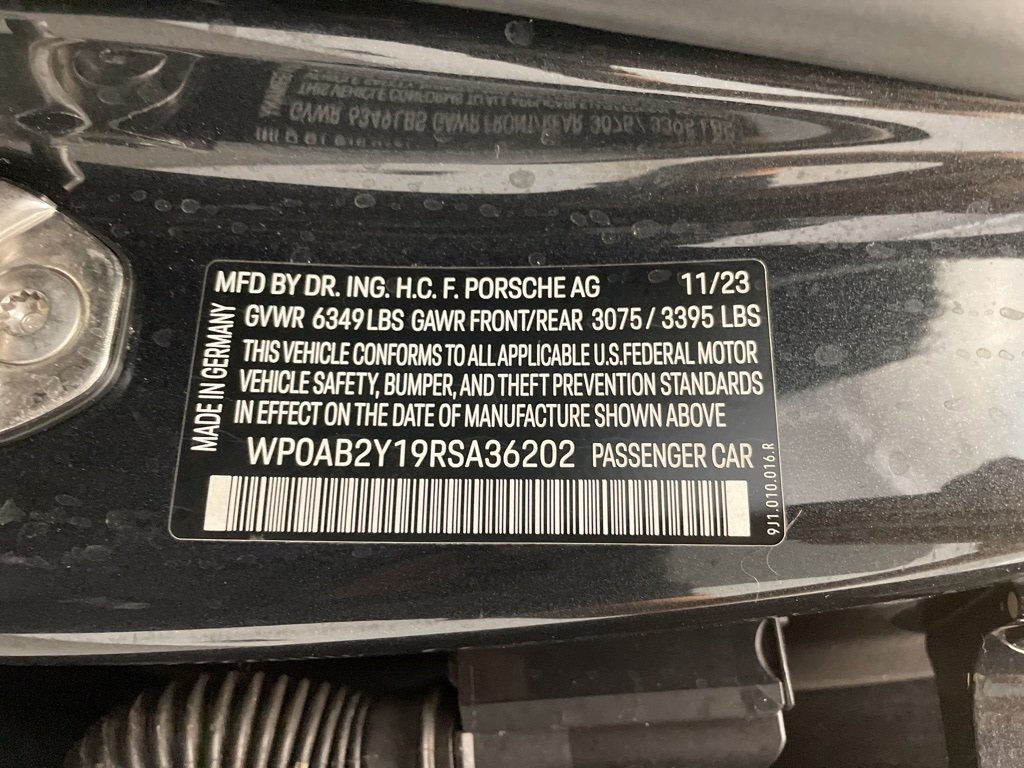 MFD BY DR. ING. H.C. F. PORSCHE AG 11/23
GVWR 6349 LBS GAWR FRONT/REAR 3075 / 3395 LBS
THIS VEHICLE CONFORMS TO ALL APPLICABLE U.S. FEDERAL MOTOR
VEHICLE SAFETY, BUMPER, AND THEFT PREVENTION STANDARDS
IN EFFECT ON THE DATE OF MANUFACTURE SHOWN ABOVE
WP0AB2Y19RSA36202 PASSENGER CAR
MADE IN GERMANY
9J1.010.016.R